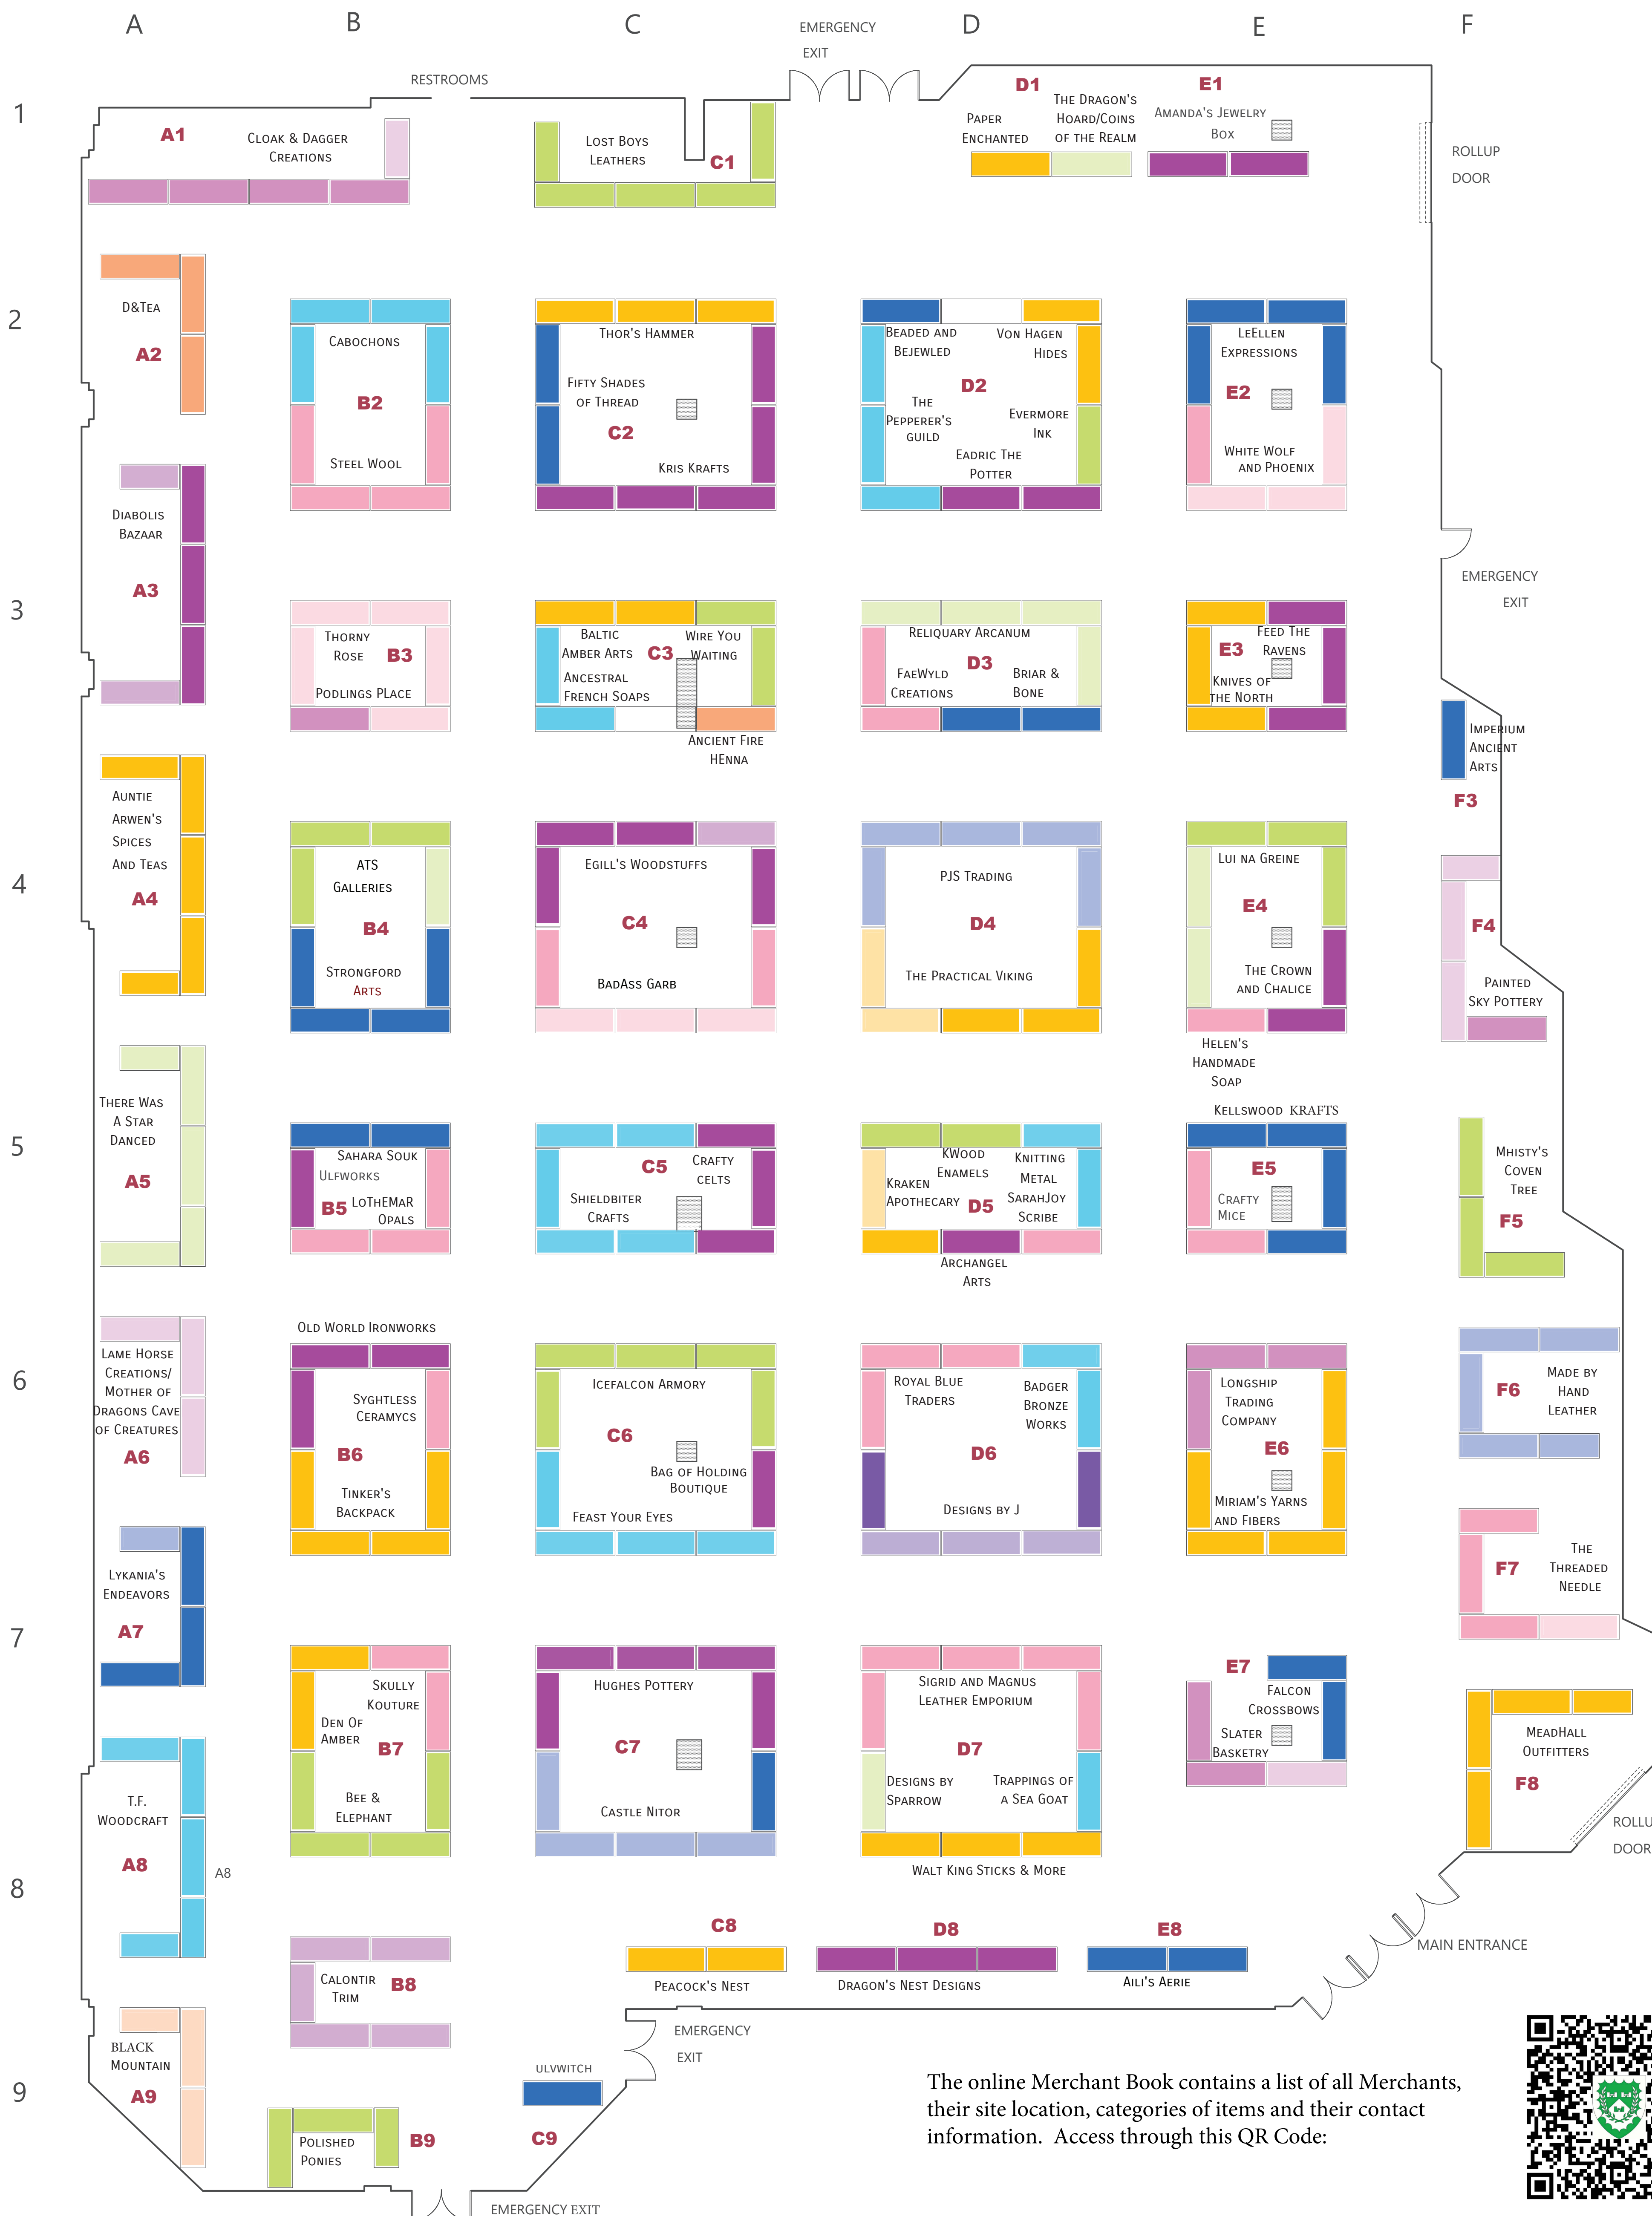 A B C D E F
EMERGENCY
EXIT
RESTROOMS
1
A1
CLOAK & DAGGER
CREATIONS
LOST BOYS
LEATHERS
C1
D1
PAPER
ENCHANTED
THE DRAGON'S
HOARD/COINS
OF THE REALM
E1
AMANDA'S JEWELRY
BOX
ROLLUP
DOOR
2
D&TEA
A2
CABOCHONS
B2
STEEL WOOL
THOR'S HAMMER
FIFTY SHADES
OF THREAD
C2
KRIS KRAFTS
BEADED AND
BEJEWLED
VON HAGEN
HIDES
D2
THE
PEPPERER'S
GUILD
EVERMORE
INK
EADRIC THE
POTTER
LEELLEN
EXPRESSIONS
E2
WHITE WOLF
AND PHOENIX
EMERGENCY
EXIT
3
DIABOLIS
BAZAAR
A3
THORNY
ROSE
B3
PODLINGS PLACE
BALTIC
AMBER ARTS
C3
WIRE YOU
WAITING
ANCESTRAL
FRENCH SOAPS
ANCIENT FIRE
HENNA
RELIQUARY ARCANUM
D3
FAEWYLD
CREATIONS
BRIAR &
BONE
FEED THE
RAVENS
E3
KNIVES OF
THE NORTH
IMPERIUM
ANCIENT
ARTS
F3
4
AUNTIE
ARWEN'S
SPICES
AND TEAS
A4
ATS
GALLERIES
B4
STRONGFORD
ARTS
EGILL'S WOODSTUFFS
C4
BADASS GARB
PJS TRADING
D4
THE PRACTICAL VIKING
LUI NA GREINE
E4
THE CROWN
AND CHALICE
HELEN'S
HANDMADE
SOAP
F4
PAINTED
SKY POTTERY
5
THERE WAS
A STAR
DANCED
A5
SAHARA SOUK
ULFWORKS
B5
LOTHEMAR
OPALS
C5
CRAFTY
CELTS
SHIELDBITER
CRAFTS
KWOOD
ENAMELS
KNITTING
METAL
KRAKEN
APOTHECARY
D5
SARAHJOY
SCRIBE
ARCHANGEL
ARTS
KELLSWOOD KRAFTS
E5
CRAFTY
MICE
MHISTY'S
COVEN
TREE
F5
6
LAME HORSE
CREATIONS/
MOTHER OF
DRAGONS CAVE
OF CREATURES
A6
OLD WORLD IRONWORKS
SYGHTLESS
CERAMYCS
B6
TINKER'S
BACKPACK
ICEFALCON ARMORY
C6
BAG OF HOLDING
BOUTIQUE
FEAST YOUR EYES
ROYAL BLUE
TRADERS
BADGER
BRONZE
WORKS
D6
DESIGNS BY J
LONGSHIP
TRADING
COMPANY
E6
MIRIAM'S YARNS
AND FIBERS
F6
MADE BY
HAND
LEATHER
7
LYKANIA'S
ENDEAVORS
A7
SKULLY
KOUTURE
DEN OF
AMBER
B7
BEE &
ELEPHANT
HUGHES POTTERY
C7
CASTLE NITOR
SIGRID AND MAGNUS
LEATHER EMPORIUM
D7
DESIGNS BY
SPARROW
TRAPPINGS OF
A SEA GOAT
WALT KING STICKS & MORE
E7
FALCON
CROSSBOWS
SLATER
BASKETRY
F7
THE
THREADED
NEEDLE
8
T.F.
WOODCRAFT
A8
A8
CALONTIR
TRIM
B8
C8
PEACOCK'S NEST
D8
DRAGON'S NEST DESIGNS
E8
AILI'S AERIE
MEADHALL
OUTFITTERS
F8
ROLLU
DOOR
MAIN ENTRANCE
9
BLACK
MOUNTAIN
A9
POLISHED
PONIES
B9
ULVWITCH
C9
EMERGENCY
EXIT
EMERGENCY EXIT
The online Merchant Book contains a list of all Merchants,
their site location, categories of items and their contact
information. Access through this QR Code: